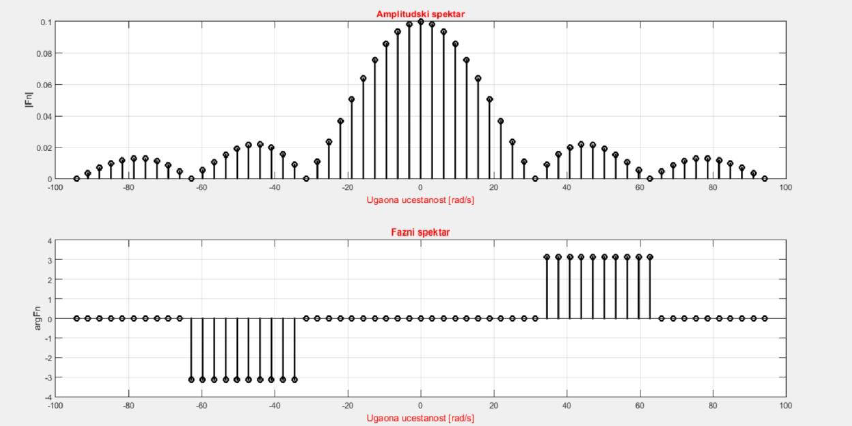 Amplitudski spektar
0.1
0.08
0.06
0.04
0.02
0
|Fn|
-100 -80 -60 -40 -20 0 20 40 60 80 100
Ugaona ucestanost [rad/s]
Fazni spektar
4
3
2
1
0
-1
-2
-3
-4
argFn
-100 -80 -60 -40 -20 0 20 40 60 80 100
Ugaona ucestanost [rad/s]